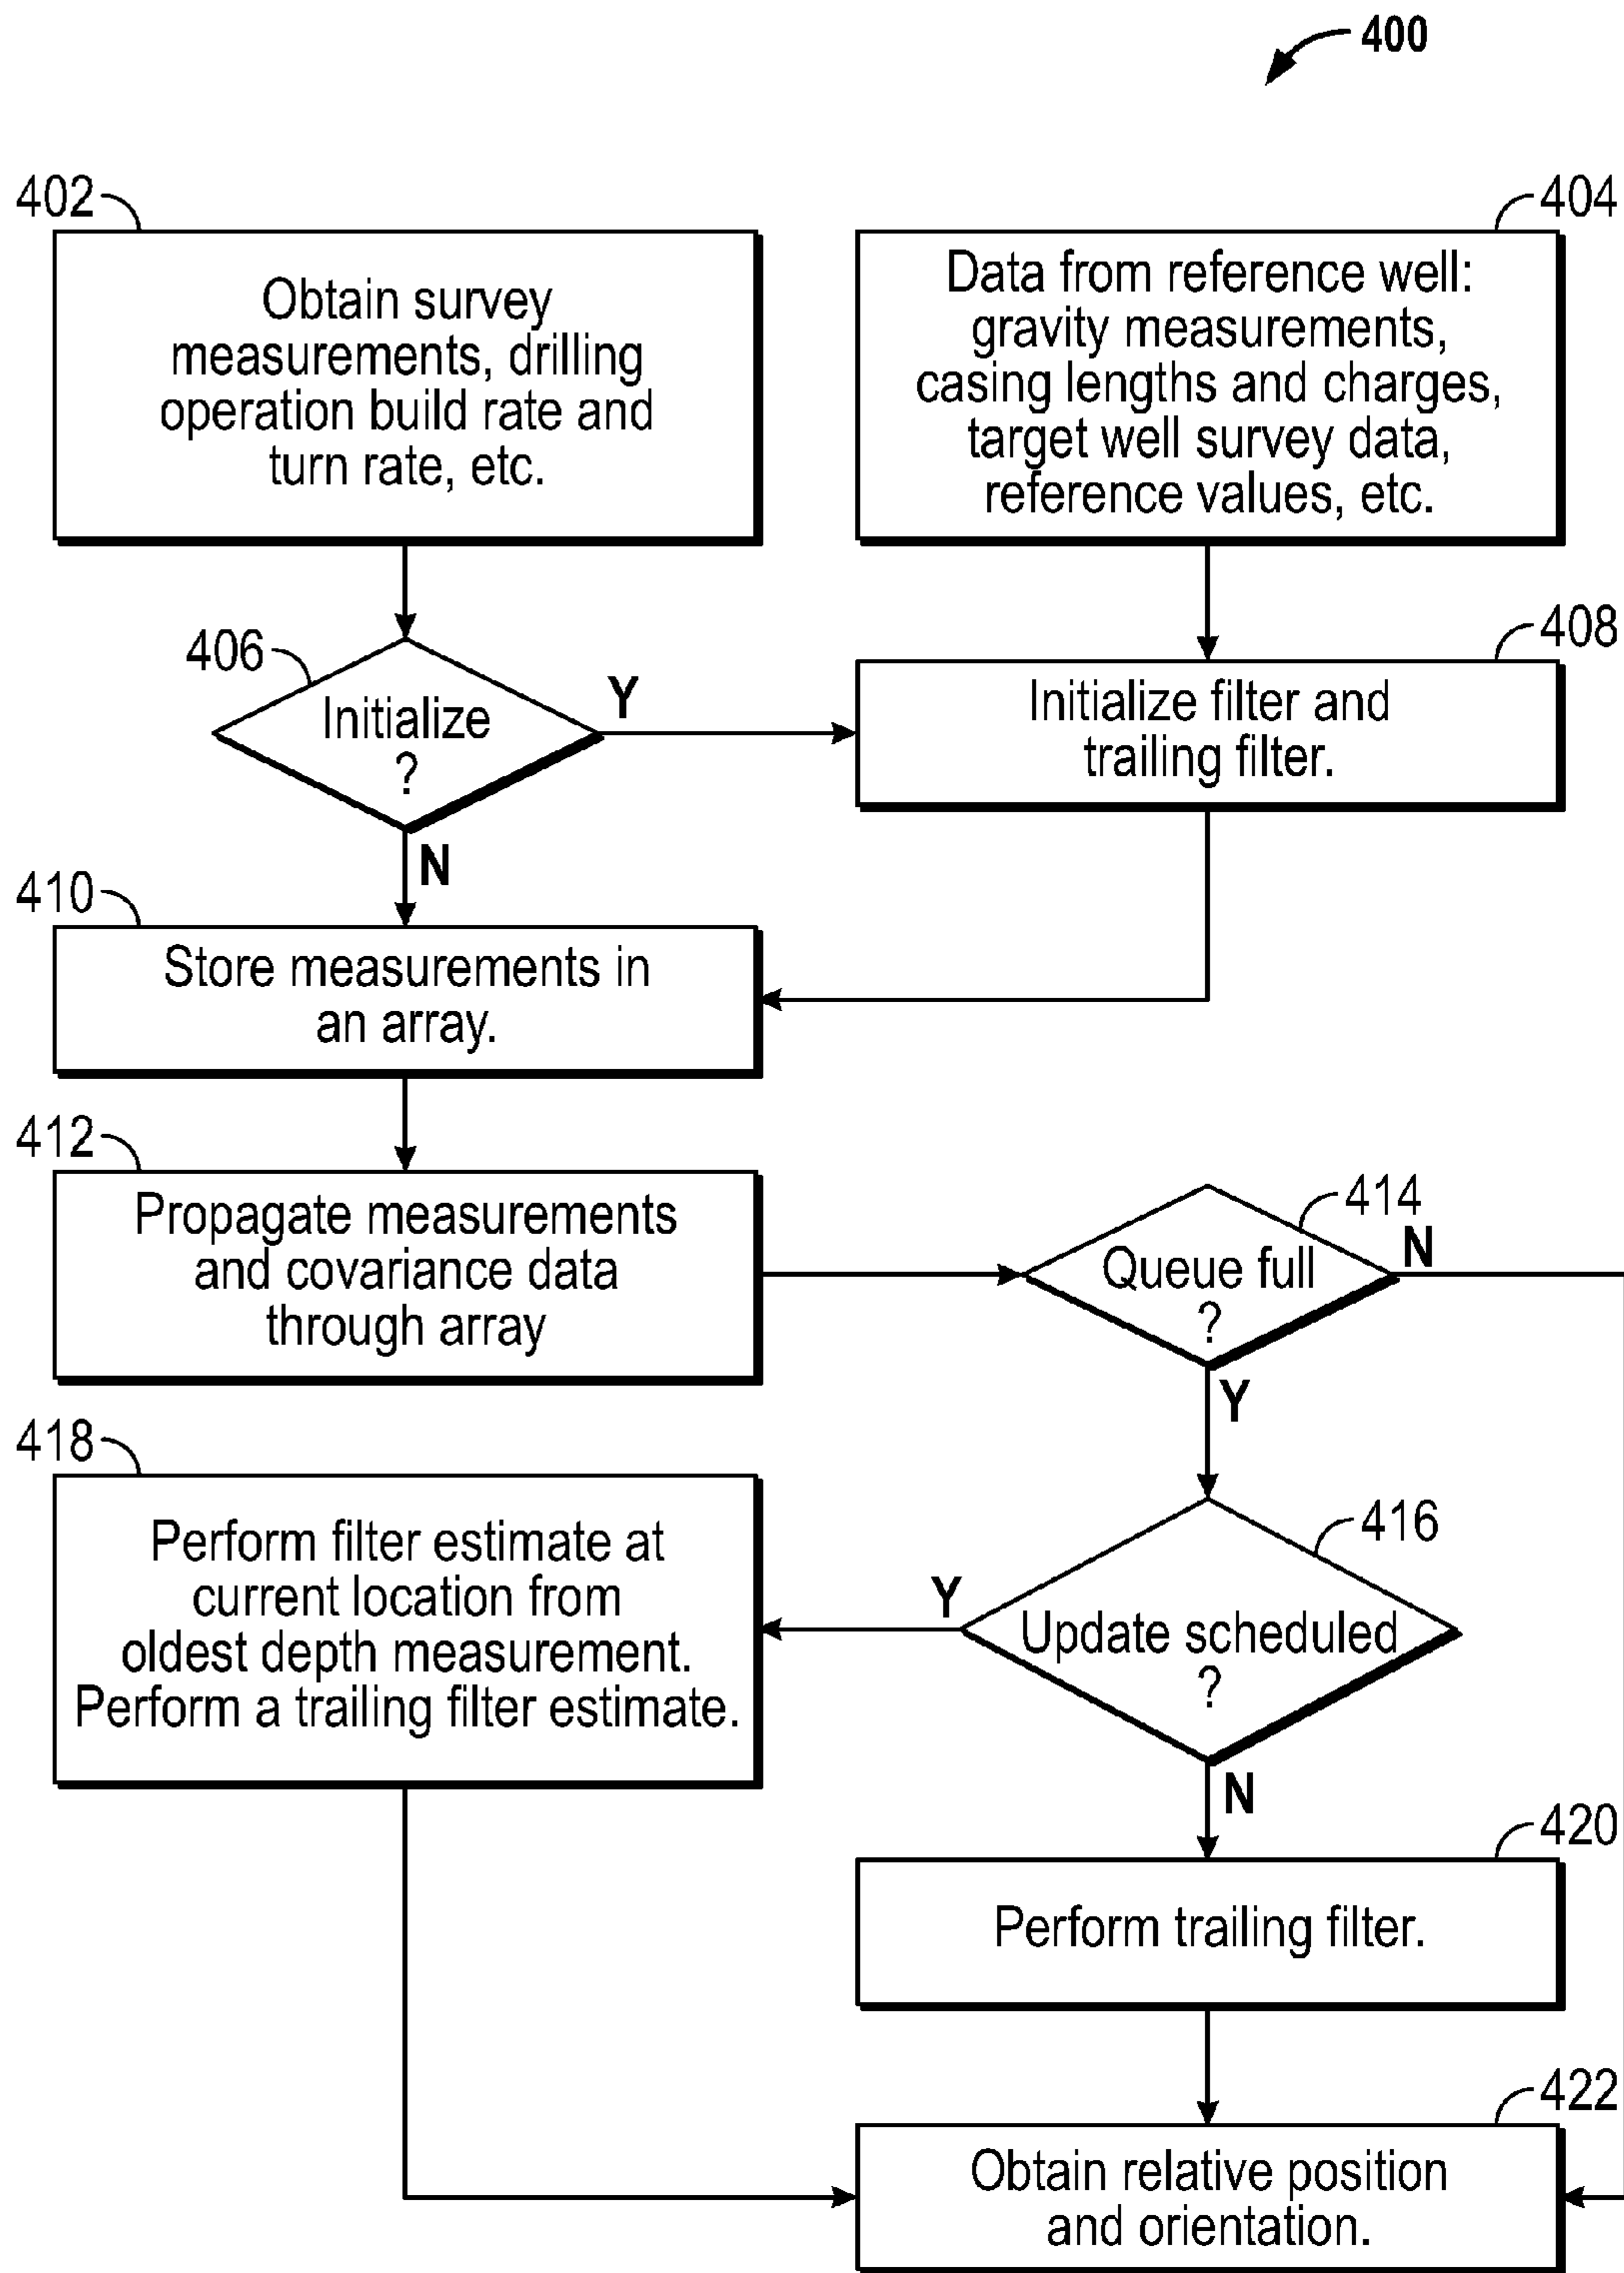 400
402
Obtain survey
measurements, drilling
operation build rate and
turn rate, etc.
404
Data from reference well:
gravity measurements,
casing lengths and charges,
target well survey data,
reference values, etc.
406
Initialize
?
Y
N
408
Initialize filter and
trailing filter.
410
Store measurements in
an array.
412
Propagate measurements
and covariance data
through array
414
Queue full
?
N
Y
416
Update scheduled
?
Y
N
418
Perform filter estimate at
current location from
oldest depth measurement.
Perform a trailing filter estimate.
420
Perform trailing filter.
422
Obtain relative position
and orientation.